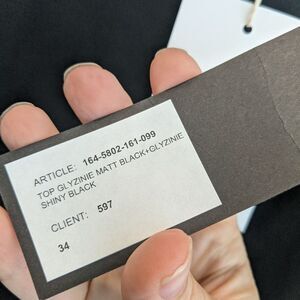 ARTICLE: 164-5802-161-099
TOP GLYZINIE MATT BLACK+GLYZINIE
SHINY BLACK
CLIENT: 597
34